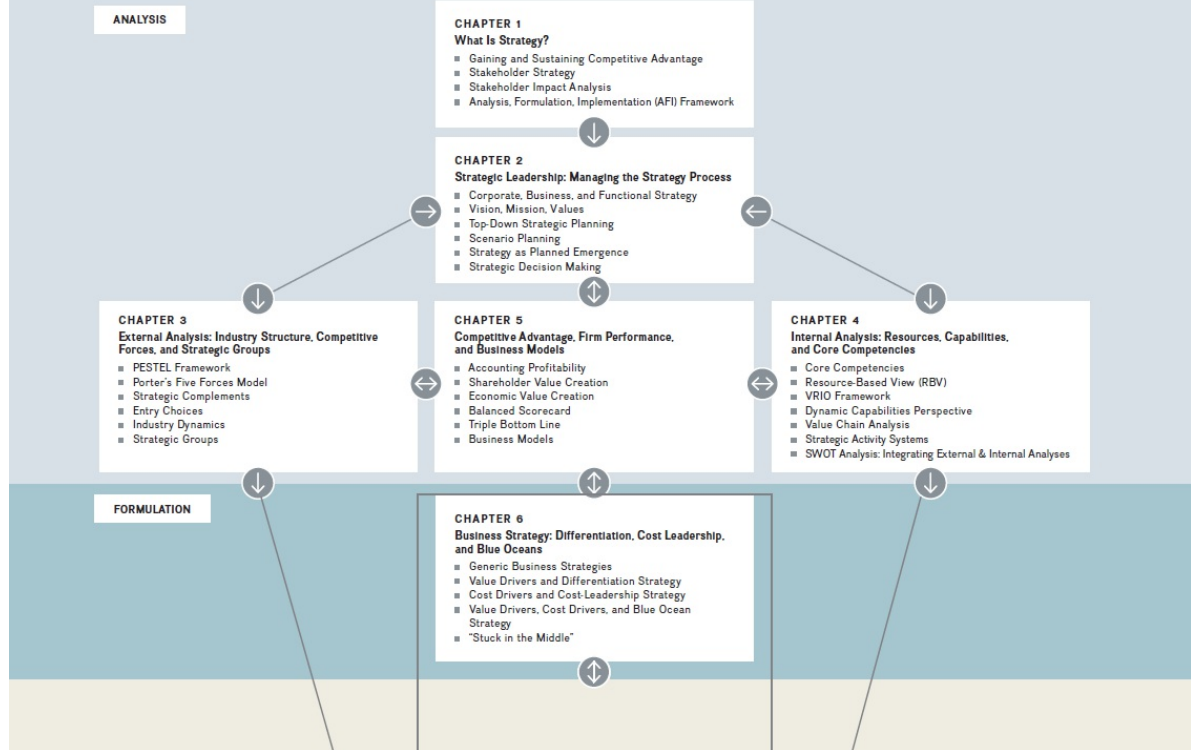 ANALYSIS
CHAPTER 1
What Is Strategy?
Gaining and Sustaining Competitive Advantage
Stakeholder Strategy
Stakeholder Impact Analysis
Analysis, Formulation, Implementation (AFI) Framework
CHAPTER 2
Strategic Leadership: Managing the Strategy Process
Corporate, Business, and Functional Strategy
Vision, Mission, Values
Top-Down Strategic Planning
Scenario Planning
Strategy as Planned Emergence
Strategic Decision Making
CHAPTER 3
External Analysis: Industry Structure, Competitive
Forces, and Strategic Groups
PESTEL Framework
Porter's Five Forces Model
Strategic Complements
Entry Choices
Industry Dynamics
Strategic Groups
CHAPTER 5
Competitive Advantage, Firm Performance,
and Business Models
Accounting Profitability
Shareholder Value Creation
Economic Value Creation
Balanced Scorecard
Triple Bottom Line
Business Models
CHAPTER 4
Internal Analysis: Resources, Capabilities,
and Core Competencies
Core Competencies
Resource-Based View (RBV)
VRIO Framework
Dynamic Capabilities Perspective
Value Chain Analysis
Strategic Activity Systems
SWOT Analysis: Integrating External & Internal Analyses
FORMULATION
CHAPTER 6
Business Strategy: Differentiation, Cost Leadership,
and Blue Oceans
Generic Business Strategies
Value Drivers and Differentiation Strategy
Cost Drivers and Cost-Leadership Strategy
Value Drivers, Cost Drivers, and Blue Ocean
Strategy
"Stuck in the Middle"